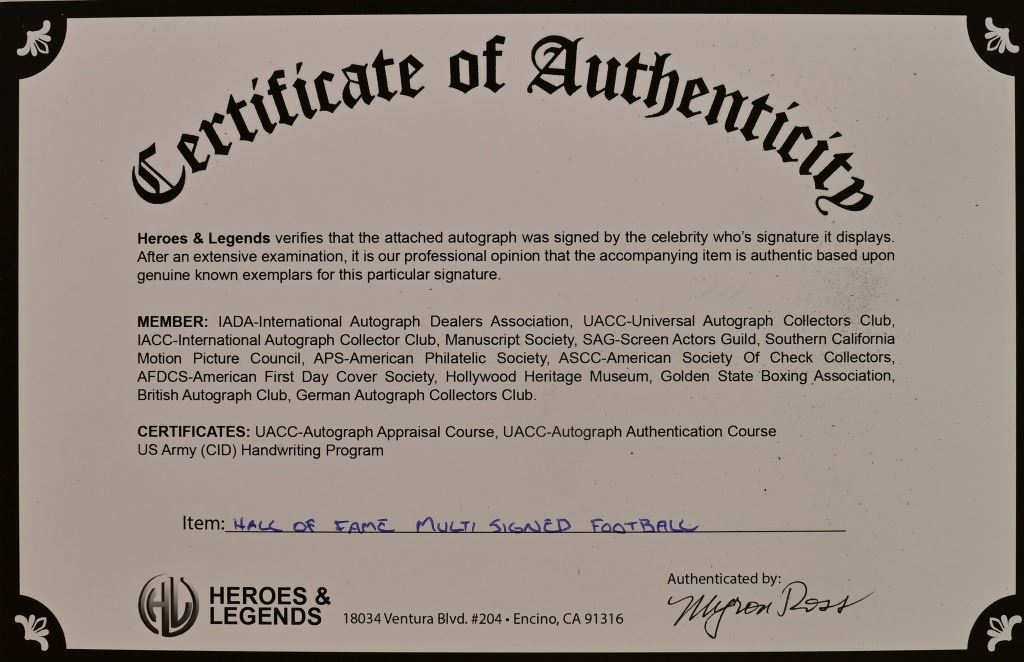 Certificate of Authenticity
Heroes & Legends verifies that the attached autograph was signed by the celebrity who's signature it displays.
After an extensive examination, it is our professional opinion that the accompanying item is authentic based upon
genuine known exemplars for this particular signature.
MEMBER: IADA-International Autograph Dealers Association, UACC-Universal Autograph Collectors Club,
IACC-International Autograph Collector Club, Manuscript Society, SAG-Screen Actors Guild, Southern California
Motion Picture Council, APS-American Philatelic Society, ASCC-American Society Of Check Collectors,
AFDCS-American First Day Cover Society, Hollywood Heritage Museum, Golden State Boxing Association,
British Autograph Club, German Autograph Collectors Club.
CERTIFICATES: UACC-Autograph Appraisal Course, UACC-Autograph Authentication Course
US Army (CID) Handwriting Program
Item: HALL OF FAME MULTI SIGNED FOOTBALL
Authenticated by:
Myron Ross
HL
HEROES &
LEGENDS
18034 Ventura Blvd. #204 • Encino, CA 91316